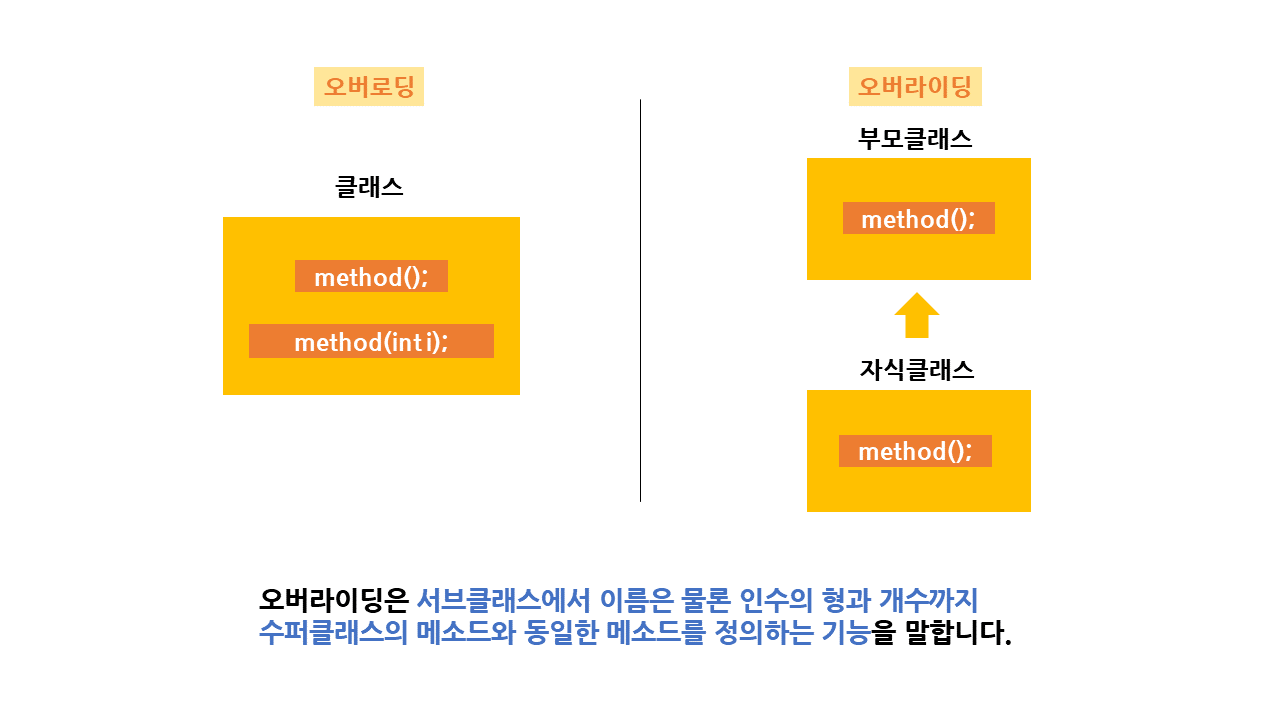 오버로딩
클래스
method();
method(int i);
오버라이딩
부모클래스
method();
자식클래스
method();
오버라이딩은 서브클래스에서 이름은 물론 인수의 형과 개수까지
수퍼클래스의 메소드와 동일한 메소드를 정의하는 기능을 말합니다.